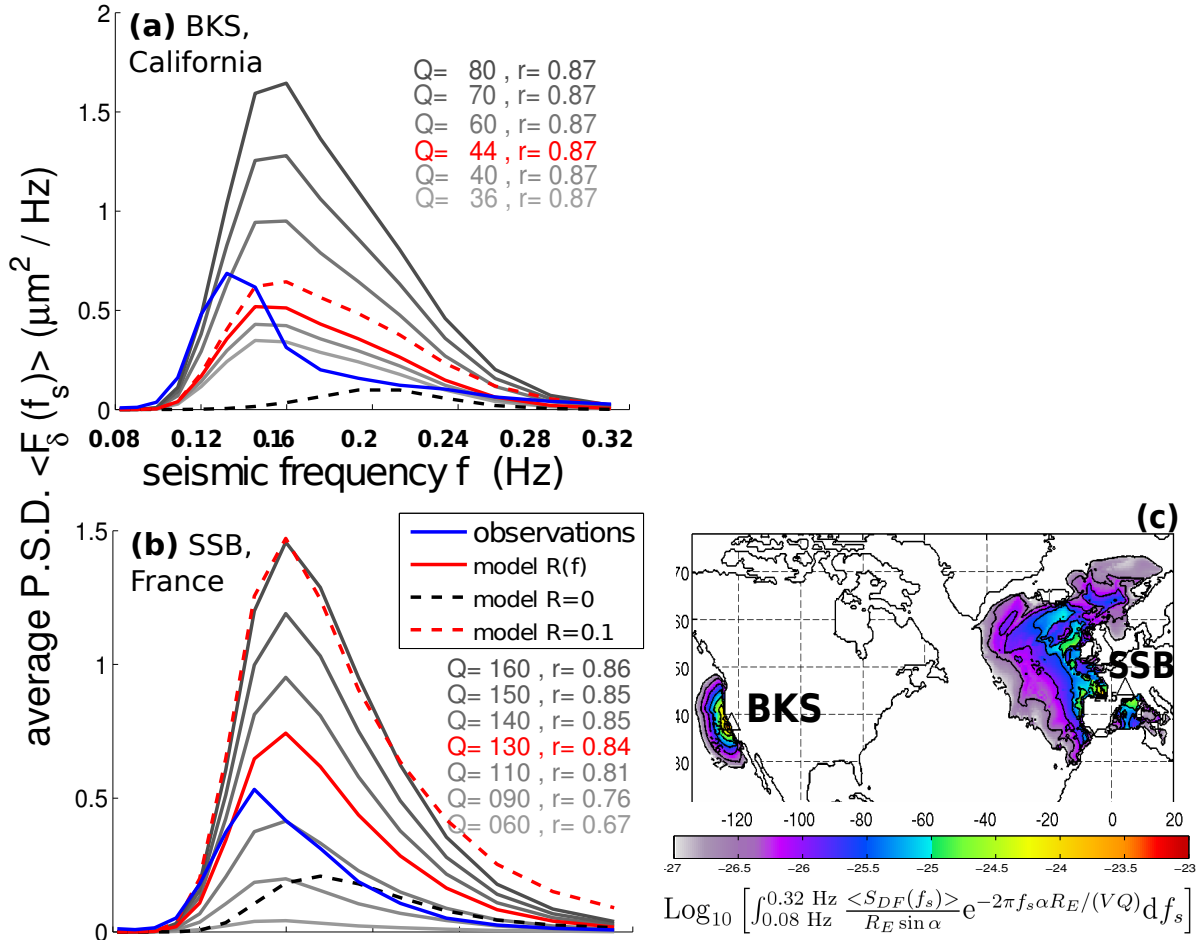 average P.S.D. <F_δ (f_s)> (μm² / Hz)
(a) BKS,
California
2
1.5
1
0.5
0
Q= 80 , r= 0.87
Q= 70 , r= 0.87
Q= 60 , r= 0.87
Q= 44 , r= 0.87
Q= 40 , r= 0.87
Q= 36 , r= 0.87
0.08 0.12 0.16 0.2 0.24 0.28 0.32
seismic frequency f (Hz)
(b) SSB,
France
1.5
1
0.5
0
observations
model R(f)
model R=0
model R=0.1
Q= 160 , r= 0.86
Q= 150 , r= 0.85
Q= 140 , r= 0.85
Q= 130 , r= 0.84
Q= 110 , r= 0.81
Q= 090 , r= 0.76
Q= 060 , r= 0.67
(c)
70
60
50
40
30
BKS
SSB
-120 -100 -80 -60 -40 -20 0 20
-27 -26.5 -26 -25.5 -25 -24.5 -24 -23.5 -23
Log₁₀ [∫_{0.08 Hz}^{0.32 Hz} <S_{DF}(f_s)>/(R_E sin α) e^{−2πf_sαR_E/(VQ)} df_s]